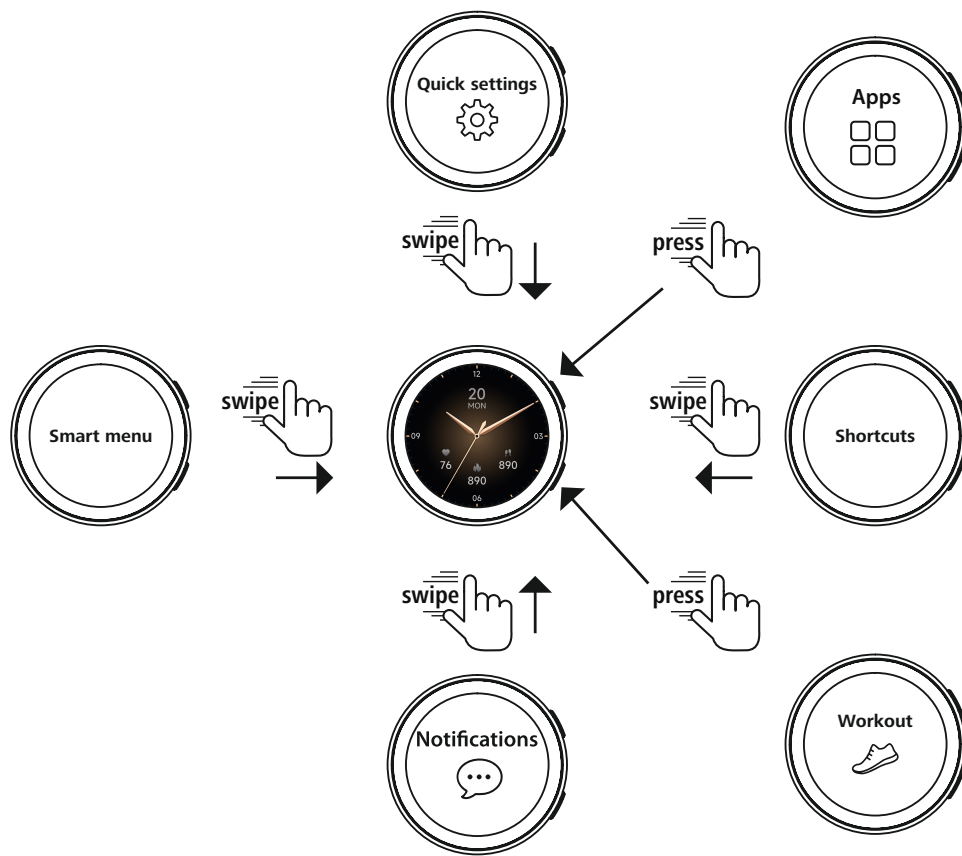 Quick settings
Apps
swipe
press
12
20
MON
09
03
76
890
890
06
Smart menu
swipe
swipe
Shortcuts
swipe
press
Notifications
Workout